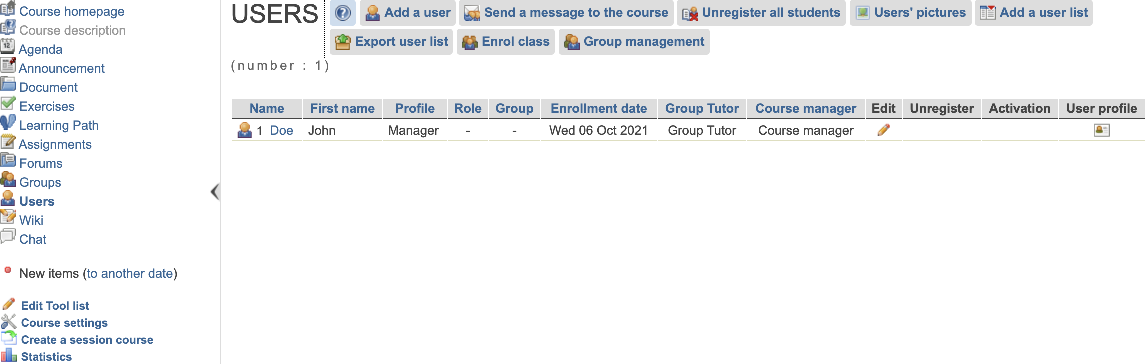 Course homepage
Course description
Agenda
Announcement
Document
Exercises
Learning Path
Assignments
Forums
Groups
Users
Wiki
Chat
New items (to another date)
Edit Tool list
Course settings
Create a session course
Statistics
USERS ? Add a user Send a message to the course Unregister all students Users' pictures Add a user list
Export user list Enrol class Group management
(number : 1)
Name First name Profile Role Group Enrollment date Group Tutor Course manager Edit Unregister Activation User profile
1 Doe John Manager - - Wed 06 Oct 2021 Group Tutor Course manager